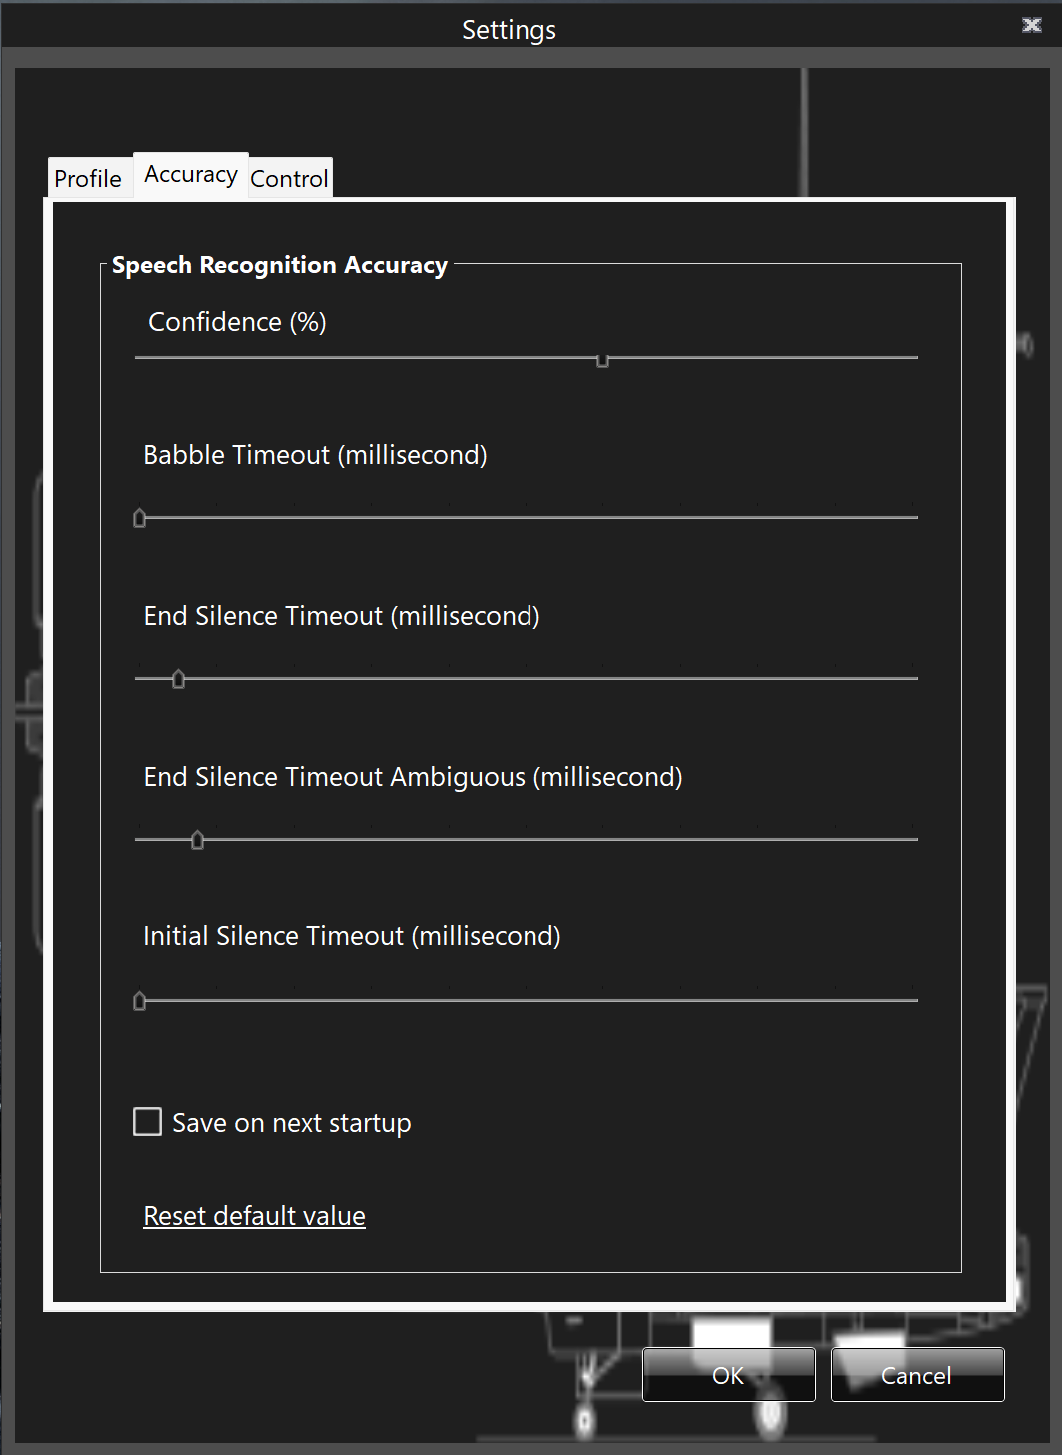 Settings
Profile
Accuracy
Control
Speech Recognition Accuracy
Confidence (%)
Babble Timeout (millisecond)
End Silence Timeout (millisecond)
End Silence Timeout Ambiguous (millisecond)
Initial Silence Timeout (millisecond)
Save on next startup
Reset default value
OK
Cancel